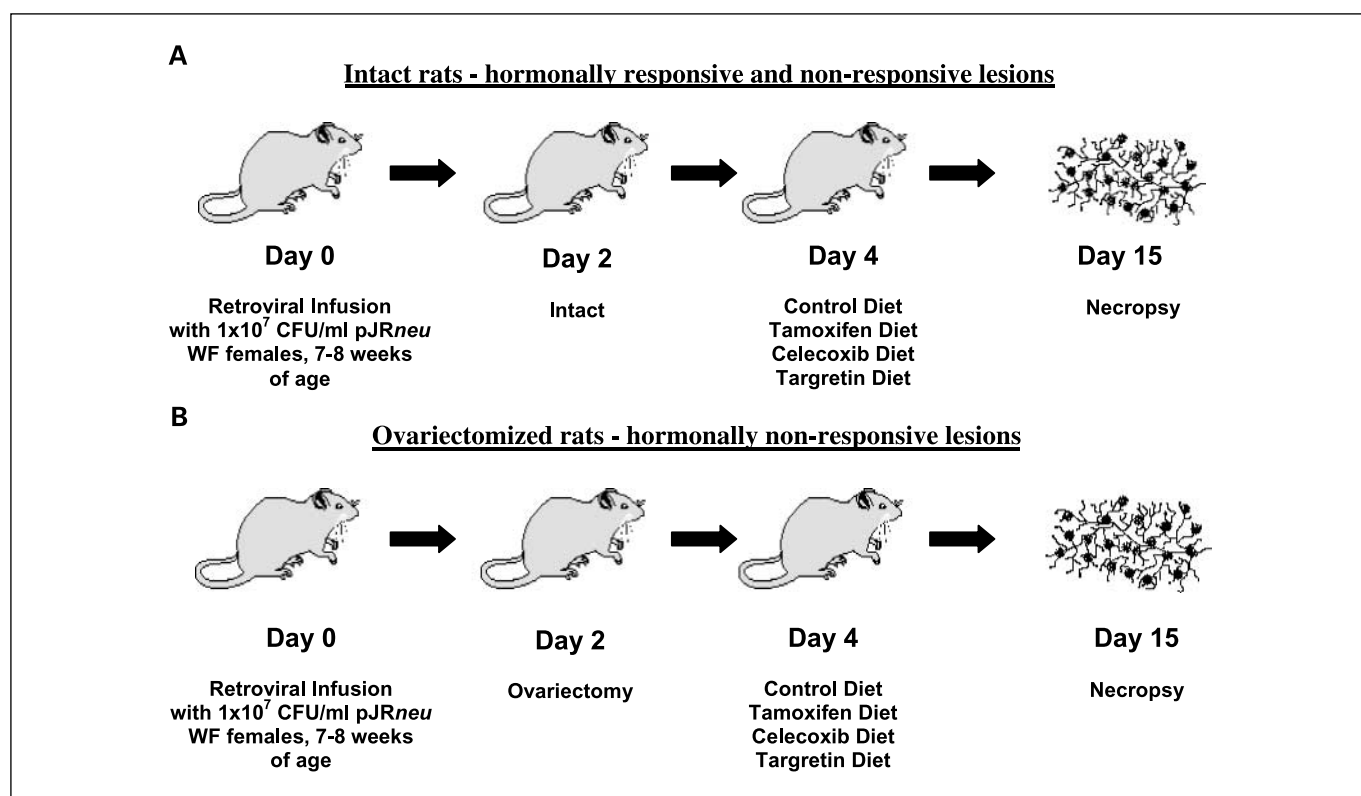 A
Intact rats - hormonally responsive and non-responsive lesions
Day 0
Day 2
Day 4
Day 15
Retroviral Infusion
with 1x10⁷ CFU/ml pJRneu
WF females, 7-8 weeks
of age
Intact
Control Diet
Tamoxifen Diet
Celecoxib Diet
Targretin Diet
Necropsy
B
Ovariectomized rats - hormonally non-responsive lesions
Day 0
Day 2
Day 4
Day 15
Retroviral Infusion
with 1x10⁷ CFU/ml pJRneu
WF females, 7-8 weeks
of age
Ovariectomy
Control Diet
Tamoxifen Diet
Celecoxib Diet
Targretin Diet
Necropsy